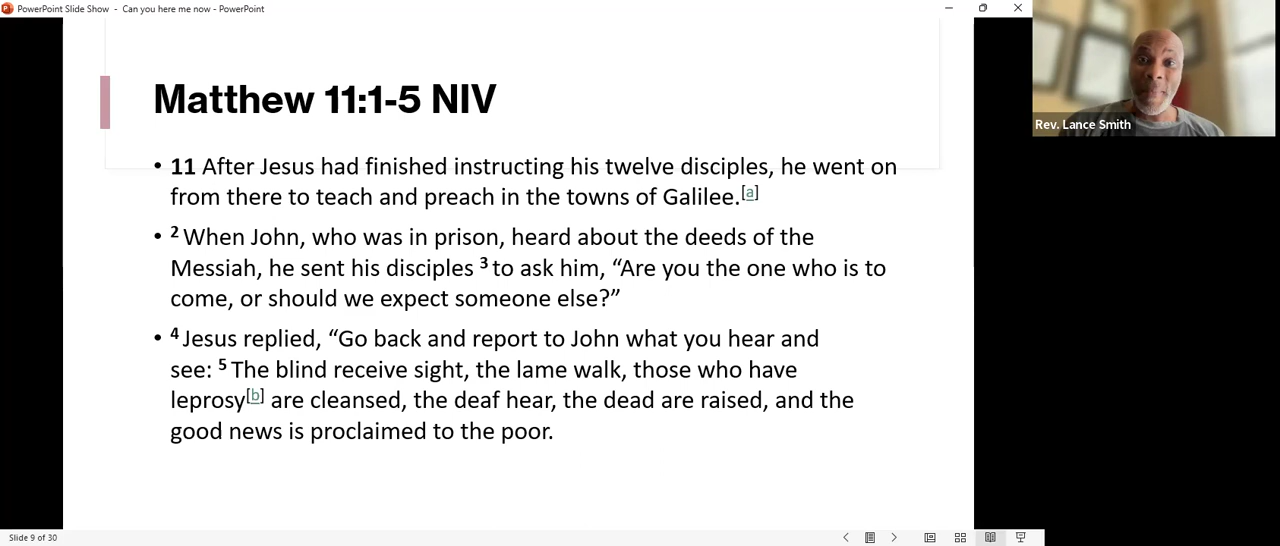 PowerPoint Slide Show - Can you here me now - PowerPoint
Rev. Lance Smith
Matthew 11:1-5 NIV
• 11 After Jesus had finished instructing his twelve disciples, he went on
from there to teach and preach in the towns of Galilee.[a]
• 2 When John, who was in prison, heard about the deeds of the
Messiah, he sent his disciples 3 to ask him, “Are you the one who is to
come, or should we expect someone else?”
• 4 Jesus replied, “Go back and report to John what you hear and
see: 5 The blind receive sight, the lame walk, those who have
leprosy[b] are cleansed, the deaf hear, the dead are raised, and the
good news is proclaimed to the poor.
Slide 9 of 30